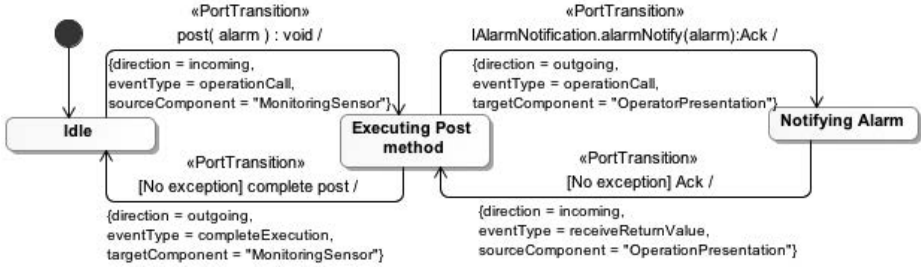 «PortTransition»
post( alarm ) : void /
{direction = incoming,
eventType = operationCall,
sourceComponent = "MonitoringSensor"}
«PortTransition»
IAlarmNotification.alarmNotify(alarm):Ack /
{direction = outgoing,
eventType = operationCall,
targetComponent = "OperatorPresentation"}
Idle
Executing Post
method
Notifying Alarm
«PortTransition»
[No exception] complete post /
{direction = outgoing,
eventType = completeExecution,
targetComponent = "MonitoringSensor"}
«PortTransition»
[No exception] Ack /
{direction = incoming,
eventType = receiveReturnValue,
sourceComponent = "OperationPresentation"}